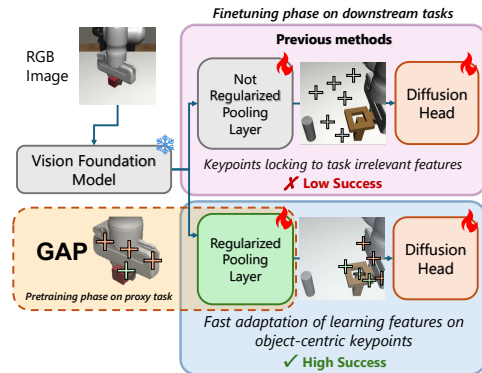 Finetuning phase on downstream tasks
Previous methods
RGB
Image
Not
Regularized
Pooling
Layer
Diffusion
Head
Vision Foundation
Model
Keypoints locking to task irrelevant features
✗ Low Success
GAP
Pretraining phase on proxy task
Regularized
Pooling
Layer
Diffusion
Head
Fast adaptation of learning features on
object-centric keypoints
✓ High Success